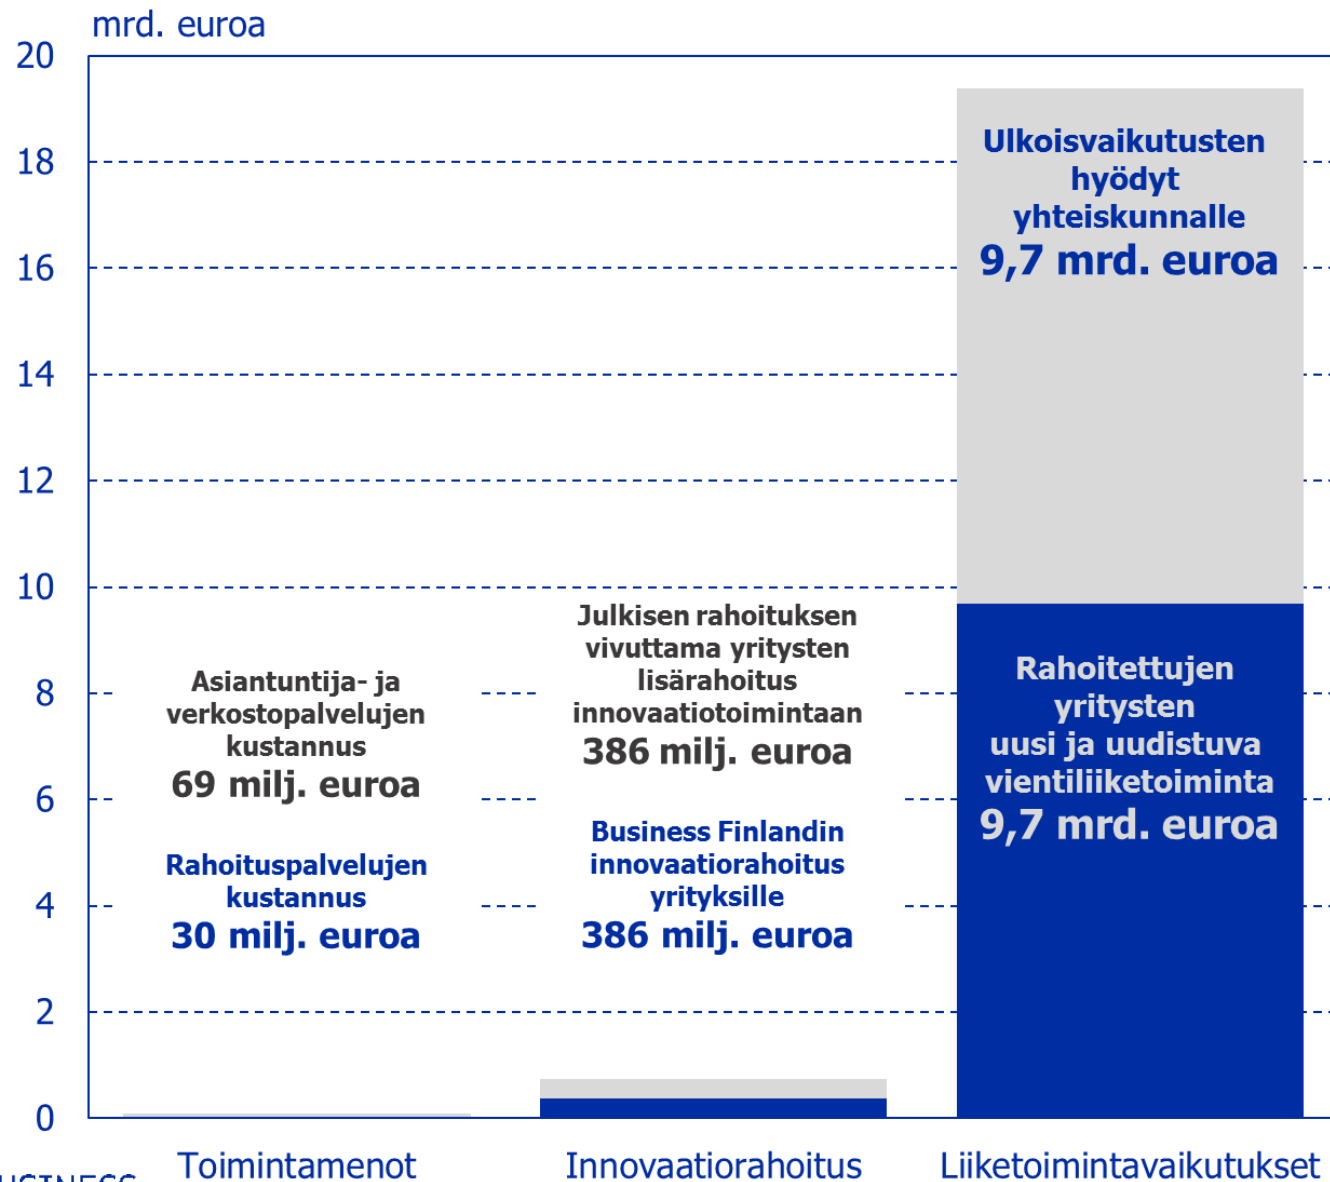 mrd. euroa
20
18
16
14
12
10
8
6
4
2
0
Asiantuntija- ja
verkostopalvelujen
kustannus
69 milj. euroa
Rahoituspalvelujen
kustannus
30 milj. euroa
Julkisen rahoituksen
vivuttama yritysten
lisärahoitus
innovaatiotoimintaan
386 milj. euroa
Business Finlandin
innovaatiorahoitus
yrityksille
386 milj. euroa
Ulkoisvaikutusten
hyödyt
yhteiskunnalle
9,7 mrd. euroa
Rahoitettujen
yritysten
uusi ja uudistuva
vientiliiketoiminta
9,7 mrd. euroa
Toimintamenot
Innovaatiorahoitus
Liiketoimintavaikutukset